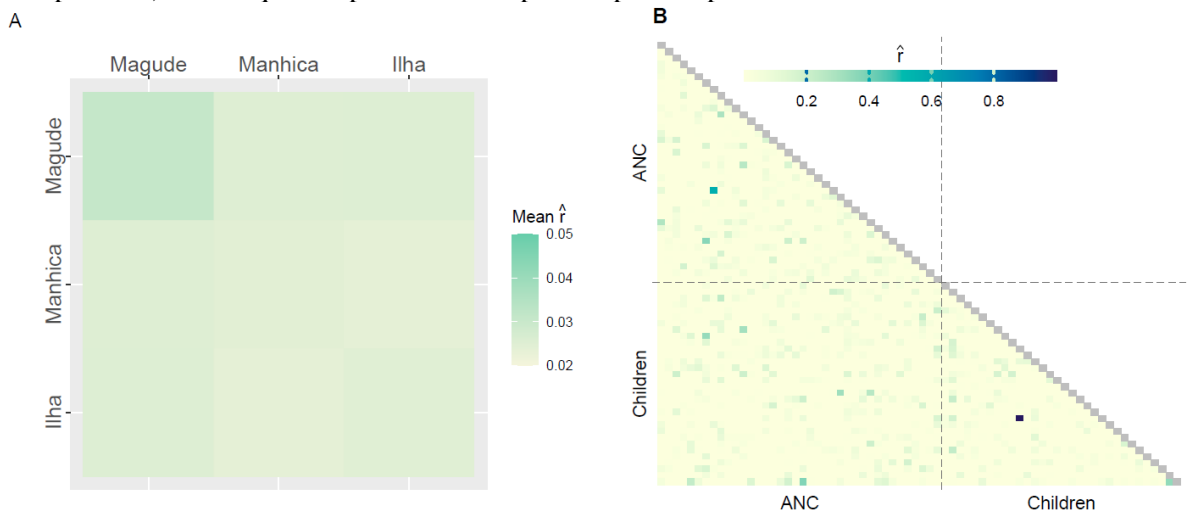 A
Magude Manhica Ilha
Magude
Manhica
Ilha
Mean r̂
0.05
0.04
0.03
0.02
B
r̂
0.2 0.4 0.6 0.8
ANC
Children
ANC Children